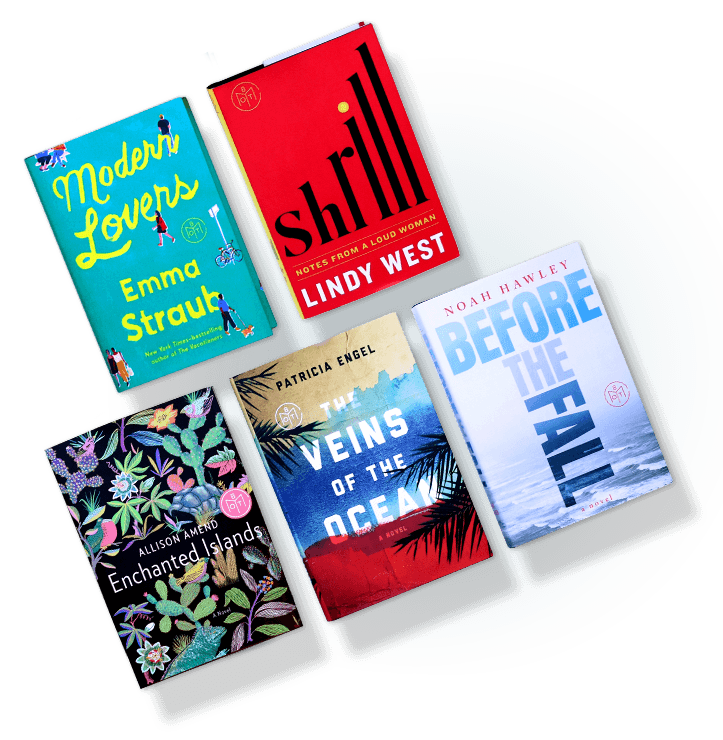 Modern
Lovers
Emma
Straub
New York Times-bestselling
author of The Vacationers
shrill
NOTES FROM A LOUD WOMAN
LINDY WEST
ALLISON AMEND
Enchanted Islands
A Novel
PATRICIA ENGEL
THE
VEINS
OF THE
OCEAN
A NOVEL
NOAH HAWLEY
BEFORE
THE
FALL
a novel